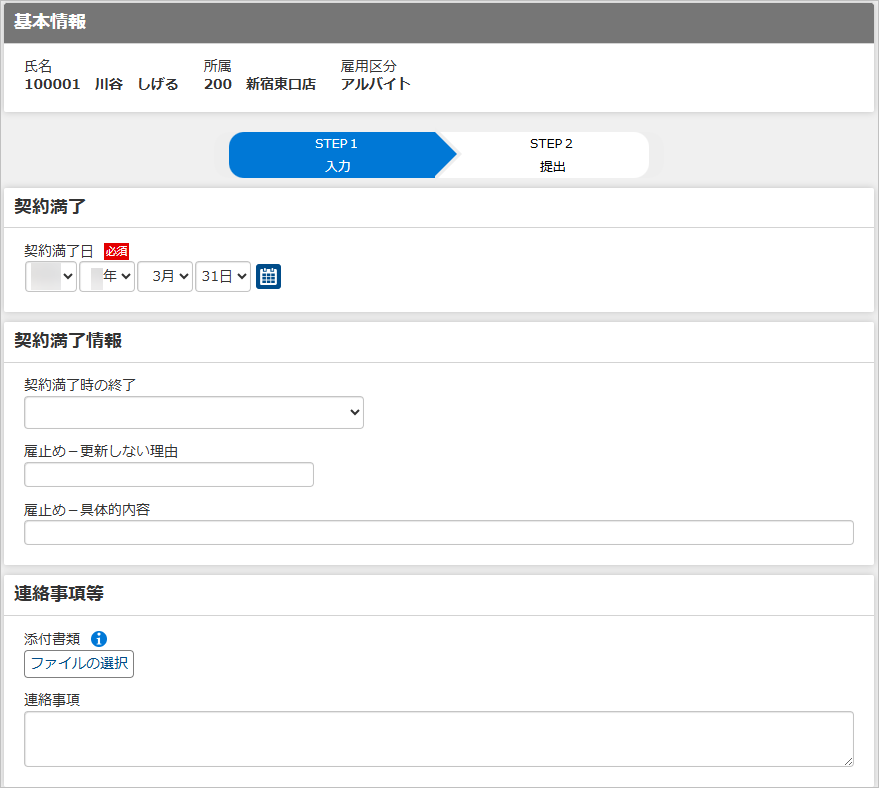 基本情報
氏名 所属 雇用区分
100001 川谷 しげる 200 新宿東口店 アルバイト
STEP 1 STEP 2
入力 提出
契約満了
契約満了日 必須
年 3月 31日
契約満了情報
契約満了時の終了
雇止め－更新しない理由
雇止め－具体的内容
連絡事項等
添付書類
ファイルの選択
連絡事項